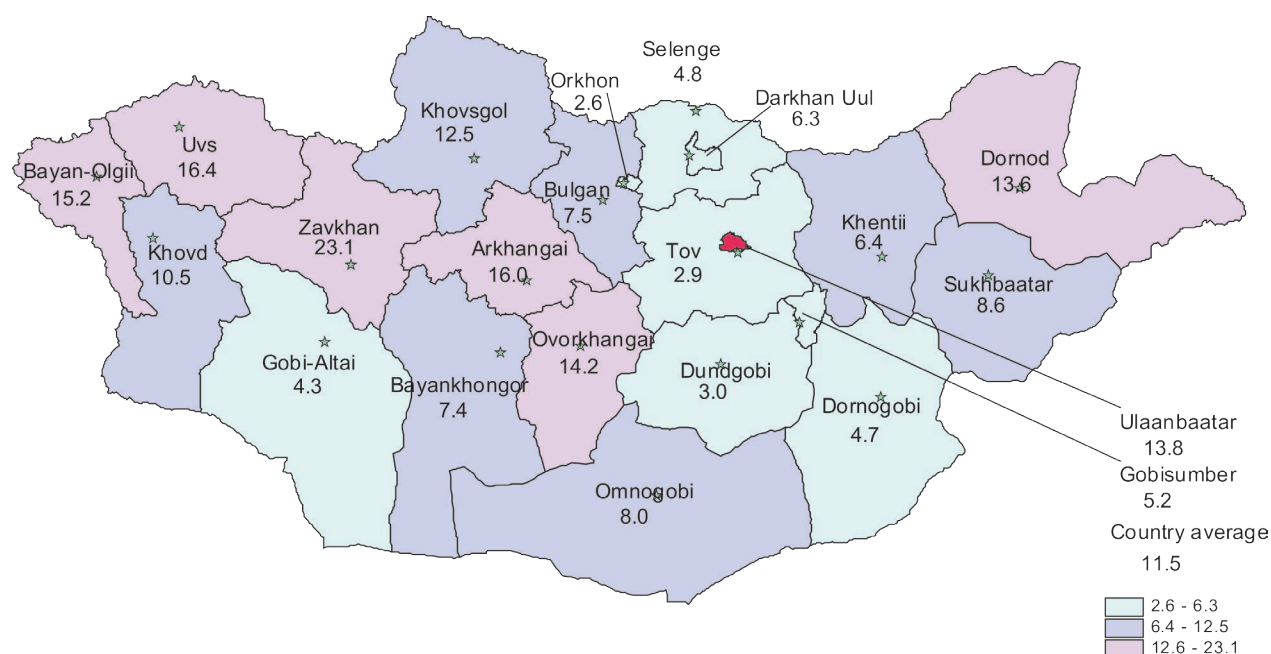 Selenge
4.8
Orkhon
2.6
Darkhan Uul
6.3
Khovsgol
12.5
Uvs
16.4
Bayan-Olgii
15.2
Dornod
13.6
Bulgan
7.5
Zavkhan
23.1
Khentii
6.4
Khovd
10.5
Arkhangai
16.0
Tov
2.9
Sukhbaatar
8.6
Ovorkhangai
14.2
Gobi-Altai
4.3
Bayankhongor
7.4
Dundgobi
3.0
Dornogobi
4.7
Ulaanbaatar
13.8
Gobisumber
5.2
Omnogobi
8.0
Country average
11.5
2.6 - 6.3
6.4 - 12.5
12.6 - 23.1